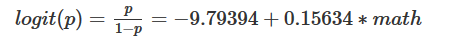 logit(p) = p/(1−p) = −9.79394 + 0.15634 ∗ math